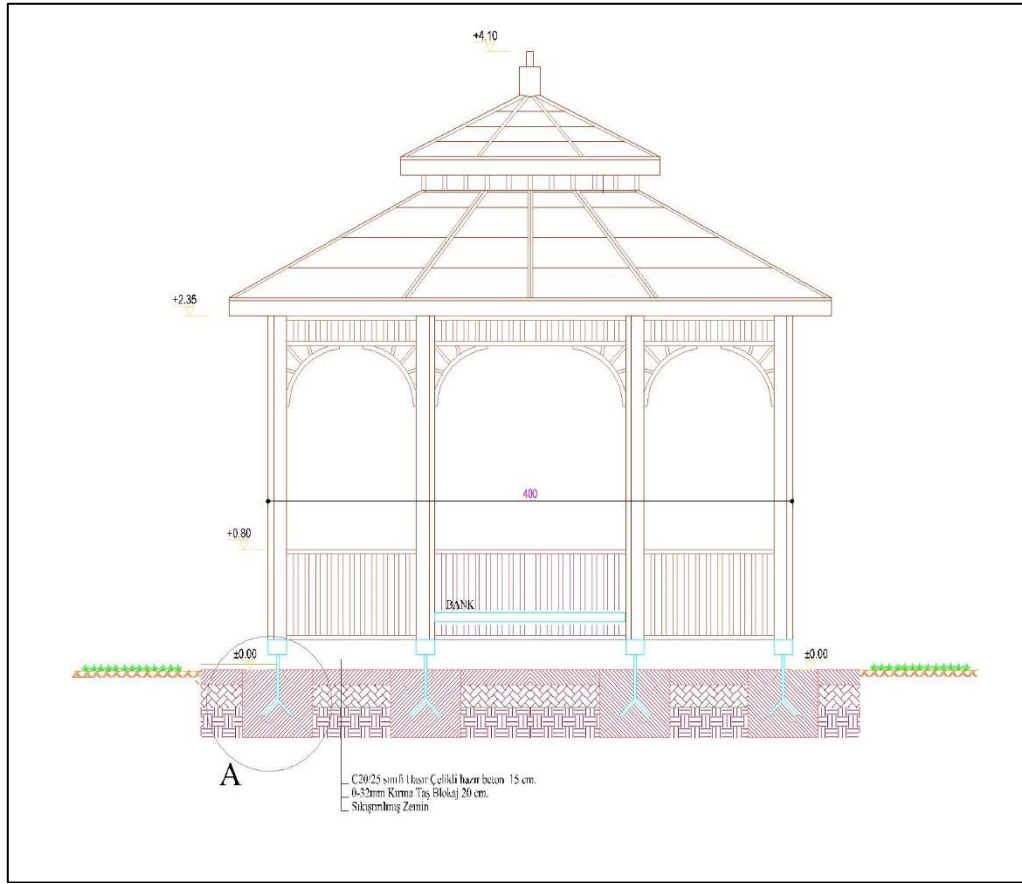 +4.10
+2.35
400
+0.80
BANK
±0.00
±0.00
A
C20/25 sınıfı Hasır Çelikli hazır beton 15 cm.
0-32mm Kırma Taş Blokaj 20 cm.
Sıkıştırılmış Zemin